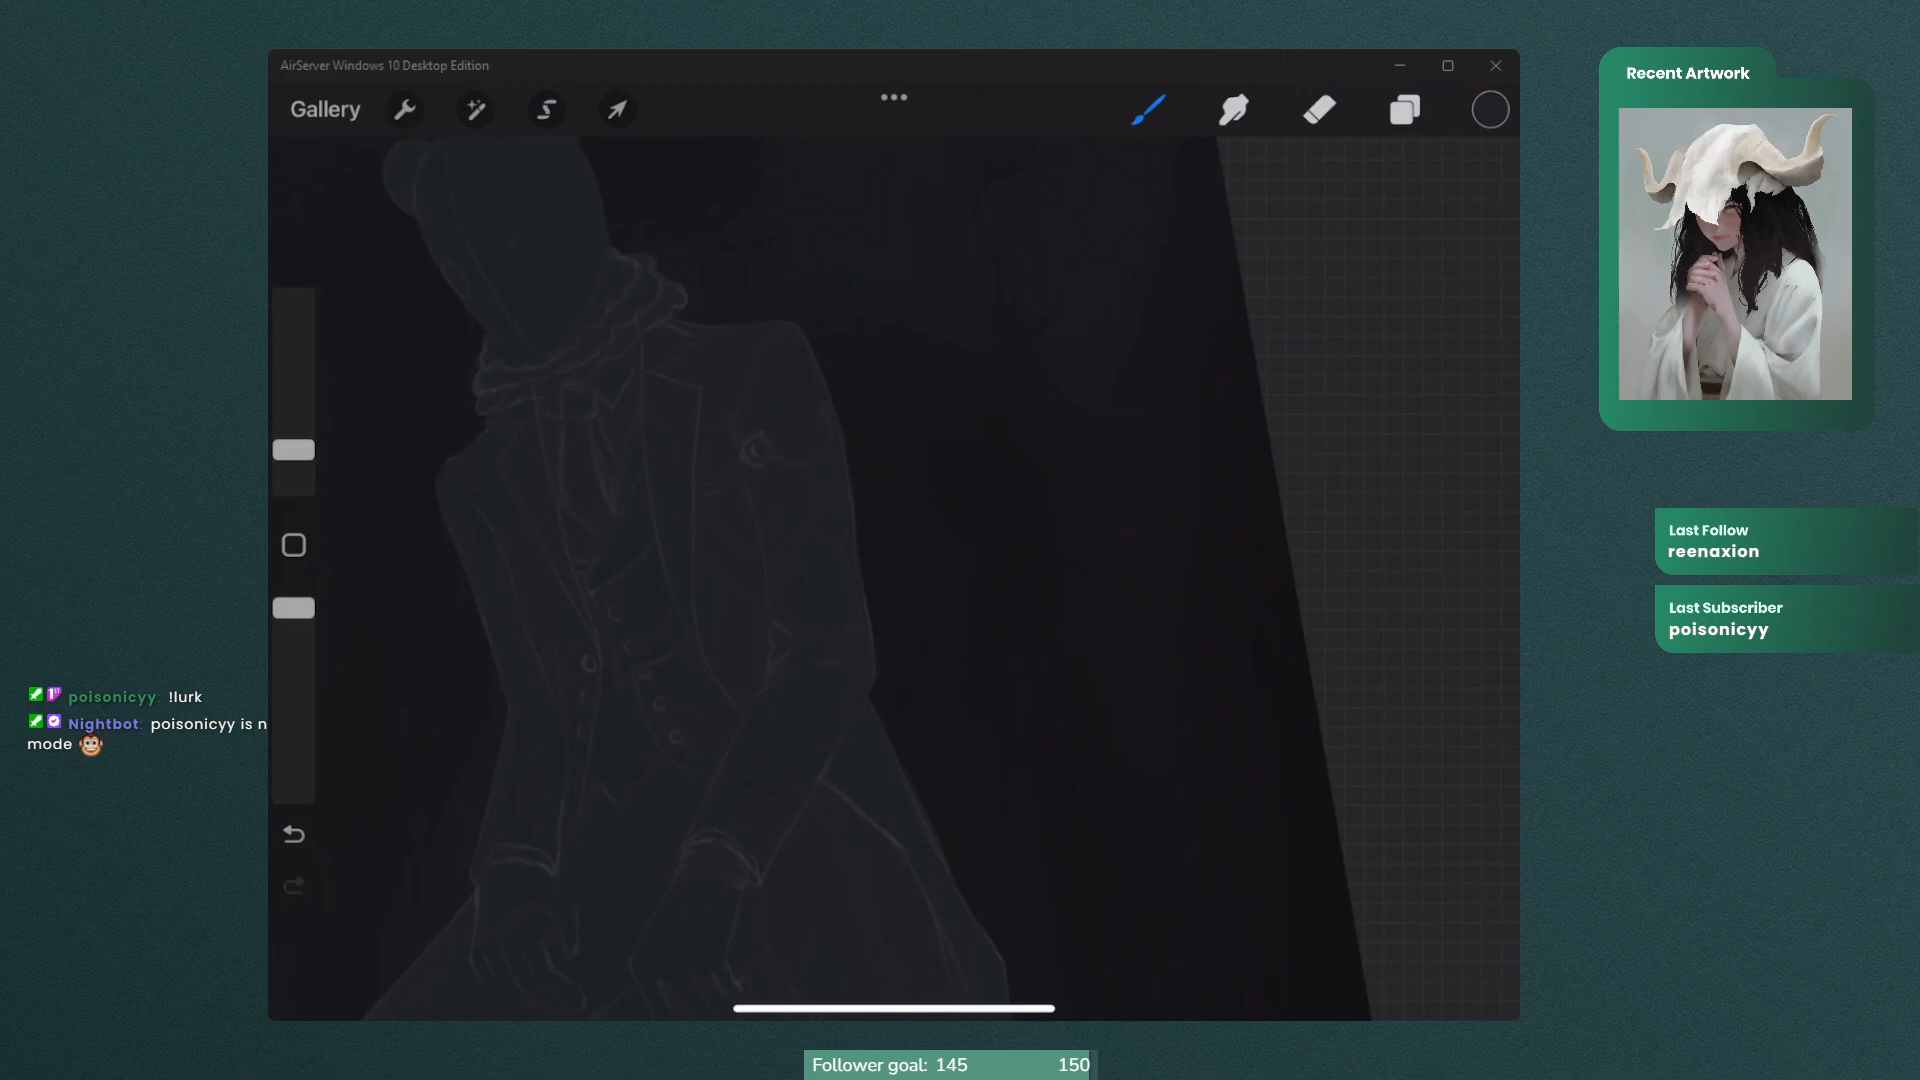 AirServer Windows 10 Desktop Edition
Gallery
Recent Artwork
Last Follow
reenaxion
Last Subscriber
poisonicyy
poisonicyy: !lurk
Nightbot: poisonicyy is n
mode
Follower goal: 145 150